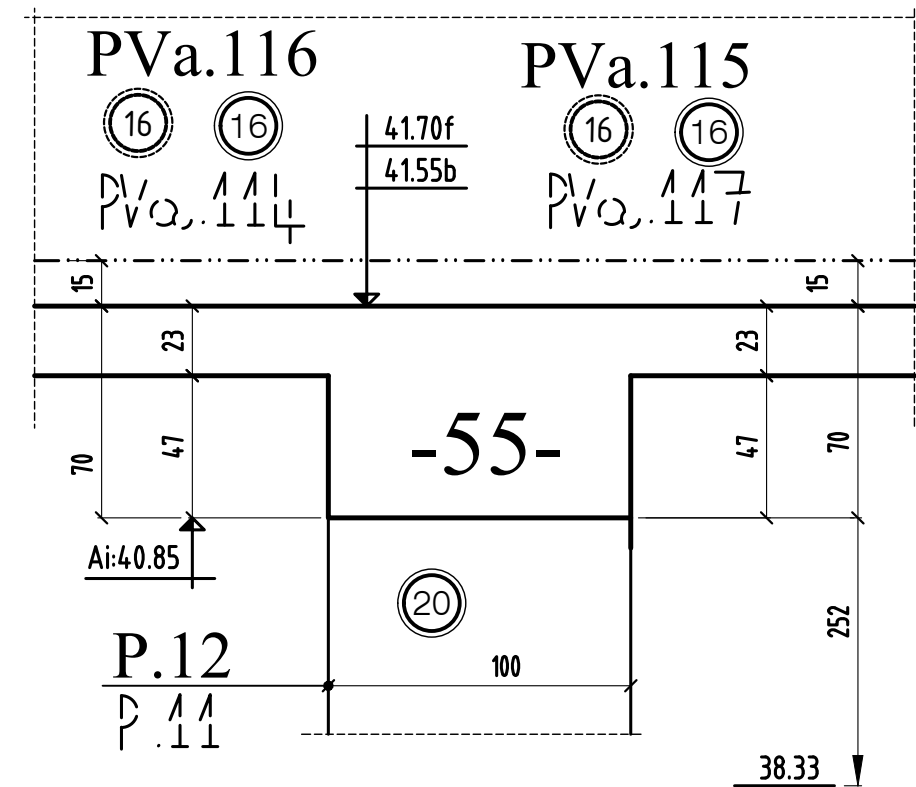 PVa.116
PVa.115
16
16
16
16
41.70f
41.55b
PVa,.114
PVa,.117
15
15
23
23
47
70
-55-
47
70
Ai:40.85
20
252
P.12
100
P.11
38.33